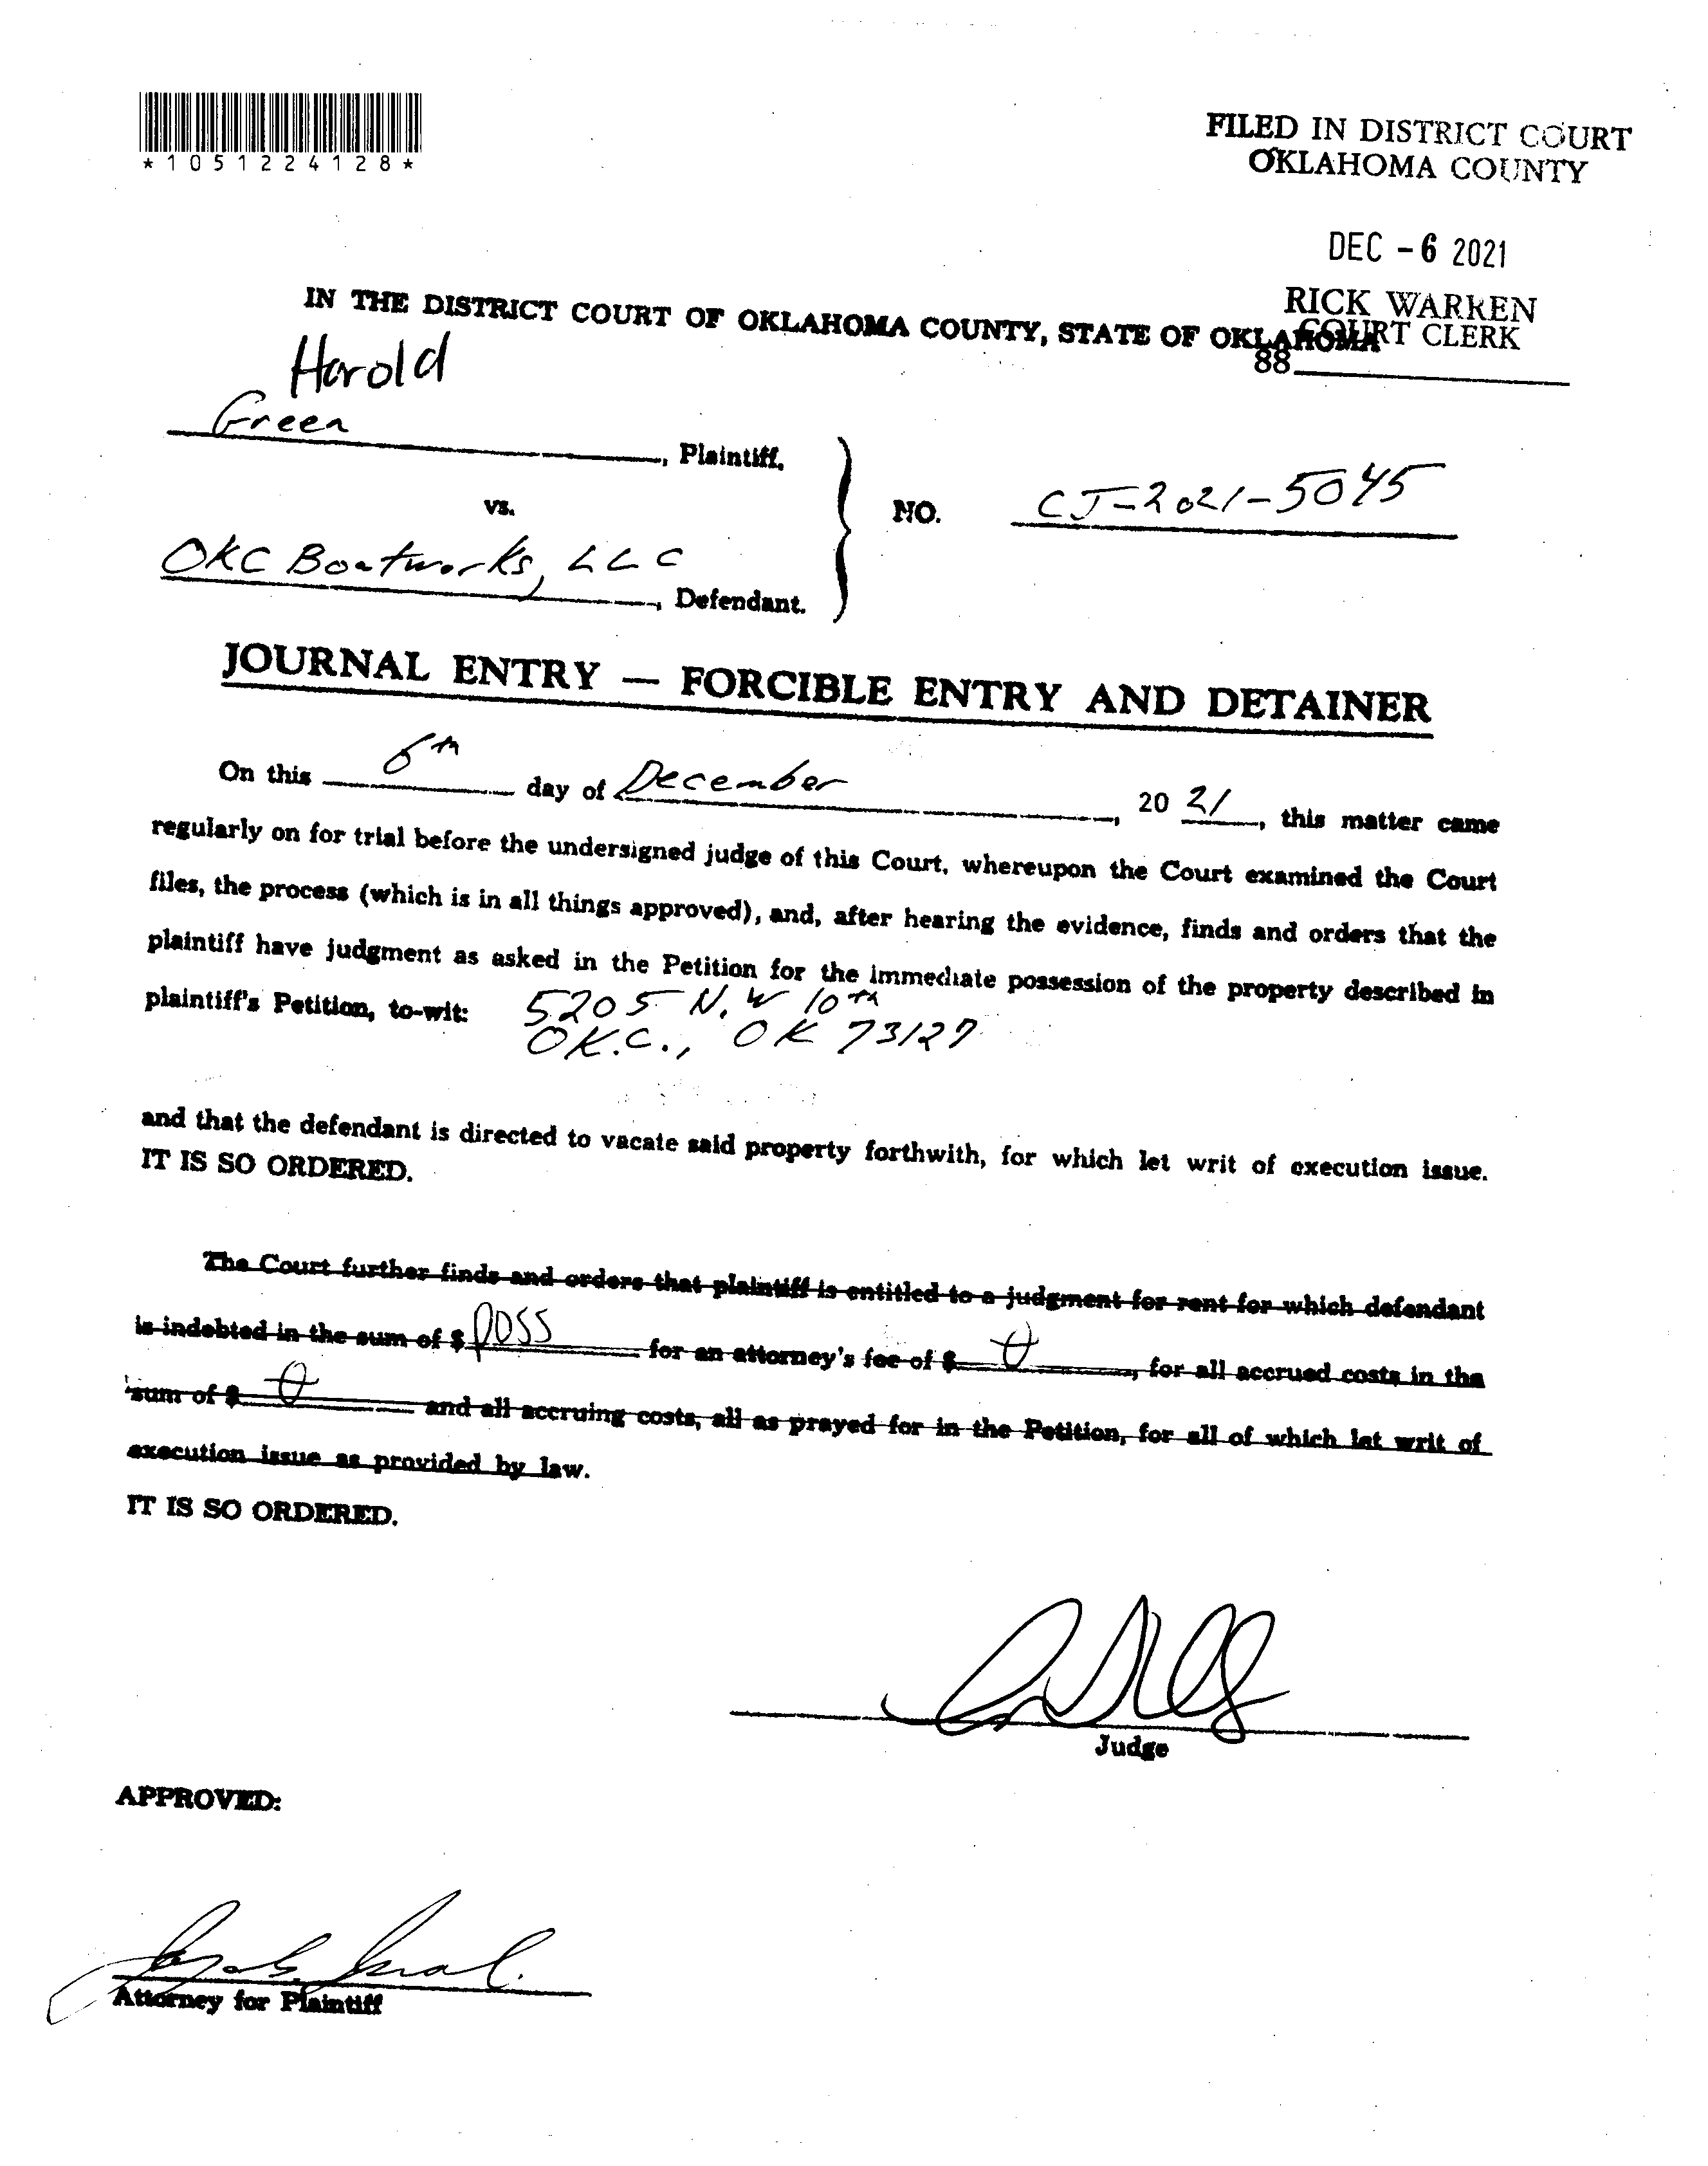 *1051224128*
FILED IN DISTRICT COURT
OKLAHOMA COUNTY
DEC -6 2021
RICK WARREN
COURT CLERK
88
IN THE DISTRICT COURT OF OKLAHOMA COUNTY, STATE OF OKLAHOMA
Harold
Green
, Plaintiff,
vs.
NO. CJ-2021-5045
OKC Boatworks, LLC
, Defendant.
JOURNAL ENTRY — FORCIBLE ENTRY AND DETAINER
On this 6th day of December, 20 21, this matter came
regularly on for trial before the undersigned judge of this Court, whereupon the Court examined the Court
files, the process (which is in all things approved), and, after hearing the evidence, finds and orders that the
plaintiff have judgment as asked in the Petition for the immediate possession of the property described in
plaintiff's Petition, to-wit: 5205 N.W 10th
O.K.C., OK 73127
and that the defendant is directed to vacate said property forthwith, for which let writ of execution issue.
IT IS SO ORDERED.
The Court further finds and orders that plaintiff is entitled to a judgment for rent for which defendant
is indebted in the sum of $ poss for an attorney's fee of $ 0, for all accrued costs in the
sum of $ 0 and all accruing costs, all as prayed for in the Petition, for all of which let writ of
execution issue as provided by law.
IT IS SO ORDERED.
Judge
APPROVED:
Attorney for Plaintiff